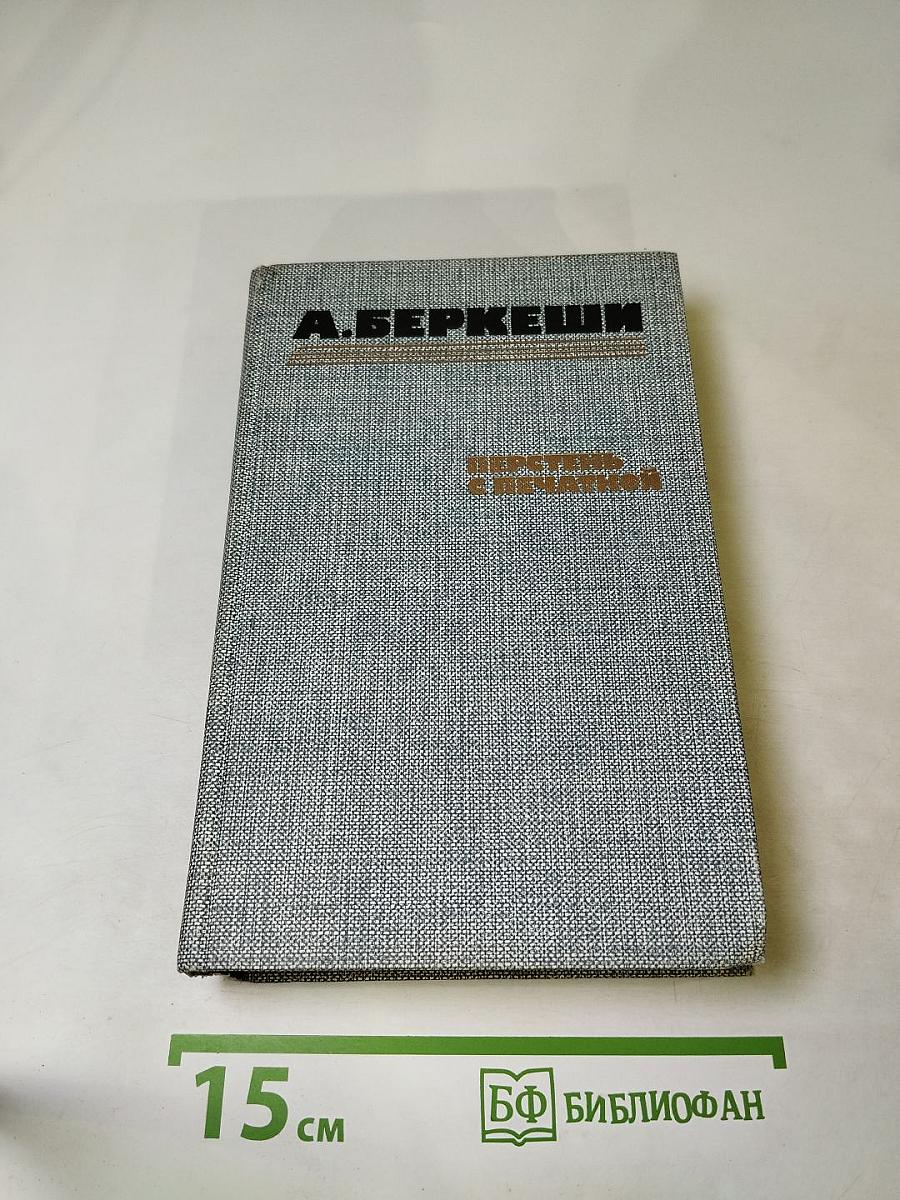 А.БЕРКЕШИ
ПЕРСТЕНЬ
С ПЕЧАТКОЙ
15 см
БФ БИБЛИОФАН